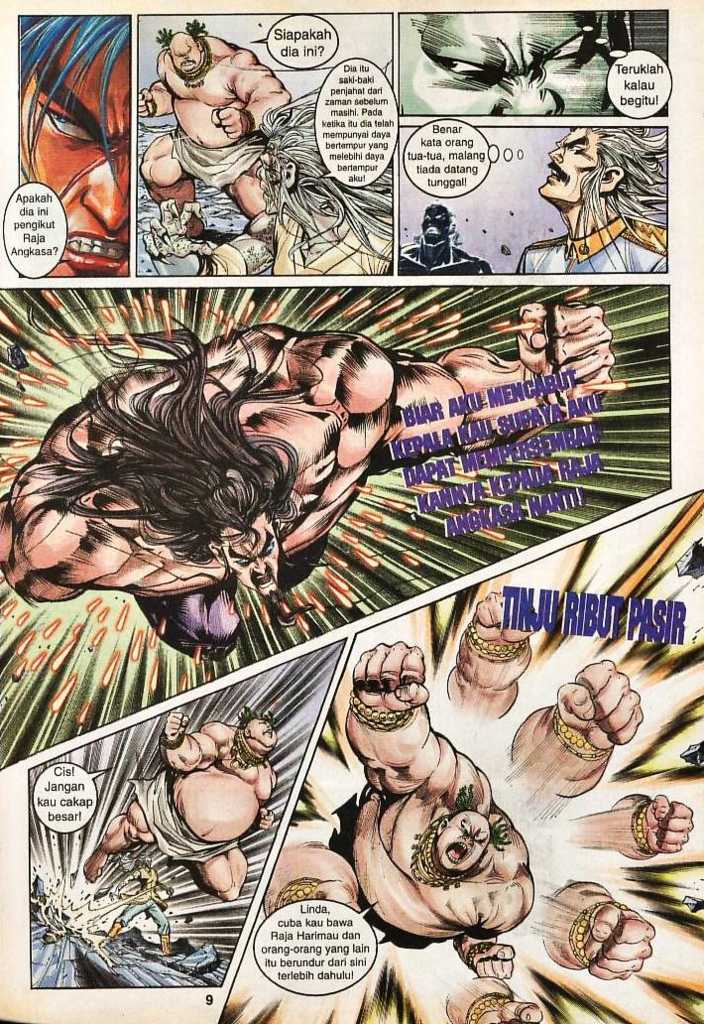 Apakah
dia ini
pengikut
Raja
Angkasa?
Siapakah
dia ini?
Dia itu
saki-baki
penjahat dari
zaman sebelum
masihi. Pada
ketika itu dia telah
mempunyai daya
bertempur yang
melebihi daya
bertempur
aku!
Teruklah
kalau
begitu!
Benar
kata orang
tua-tua, malang
tiada datang
tunggal!
BIAR AKU MENCABUT
KEPALA KAU SUPAYA AKU
DAPAT MEMPERSEMBAH
KANNYA KEPADA RAJA
ANGKASA NANTI!
Cis!
Jangan
kau cakap
besar!
TINJU RIBUT PASIR
Linda,
cuba kau bawa
Raja Harimau dan
orang-orang yang lain
itu berundur dari sini
terlebih dahulu!
9